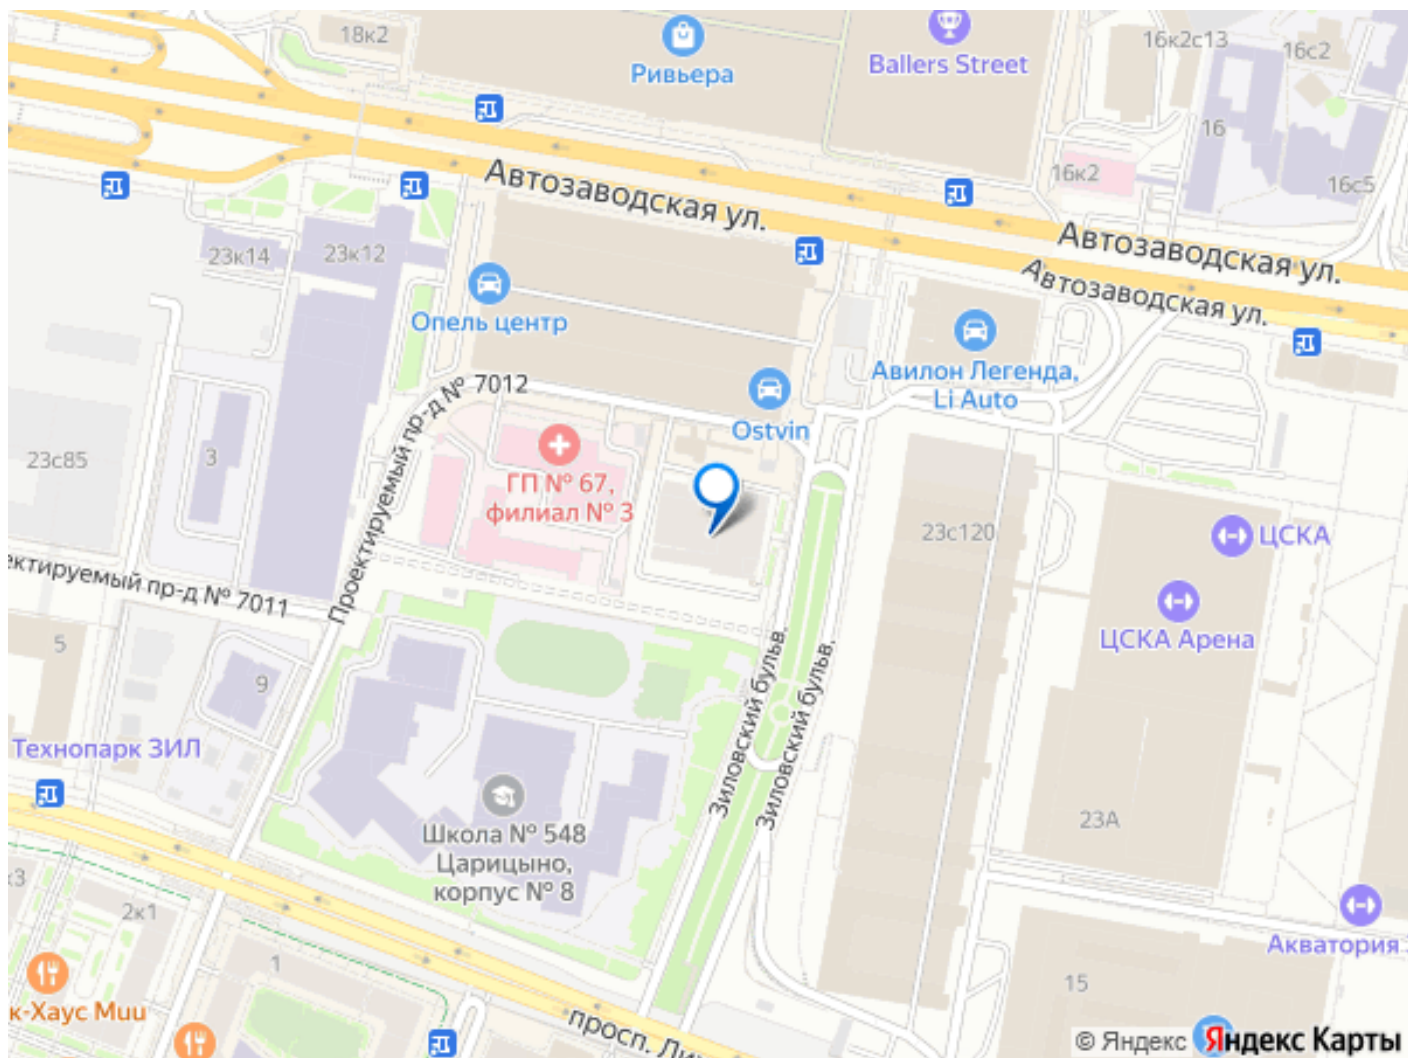 18к2
Ривьера
Ballers Street
16к2с13
16с2
16
16к2
16с5
Автозаводская ул.
Автозаводская ул.
Автозаводская ул.
23к14
23к12
Опель центр
Авилон Легенда,
Li Auto
Проектируемый пр-д № 7012
Ostvin
3
23с85
ГП № 67,
филиал № 3
23с120
ЦСКА
ЦСКА Арена
ектируемый пр-д № 7011
5
9
Зиловский бульв.
Зиловский бульв.
Технопарк ЗИЛ
Школа № 548
Царицыно,
корпус № 8
23А
к3
2к1
1
Акватория
15
к-Хаус Muu
просп. Ли
© Яндекс Яндекс Карты